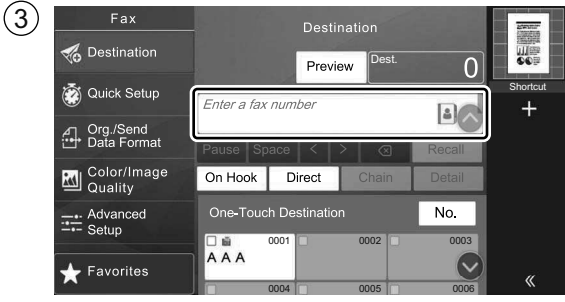 3
Fax
Destination
Quick Setup
Org./Send
Data Format
Color/Image
Quality
Advanced
Setup
Favorites
Destination
Preview
Dest.
0
Enter a fax number
Pause Space < > Recall
On Hook Direct Chain Detail
One-Touch Destination No.
0001 0002 0003
A A A
0004 0005 0006
Shortcut
+
«